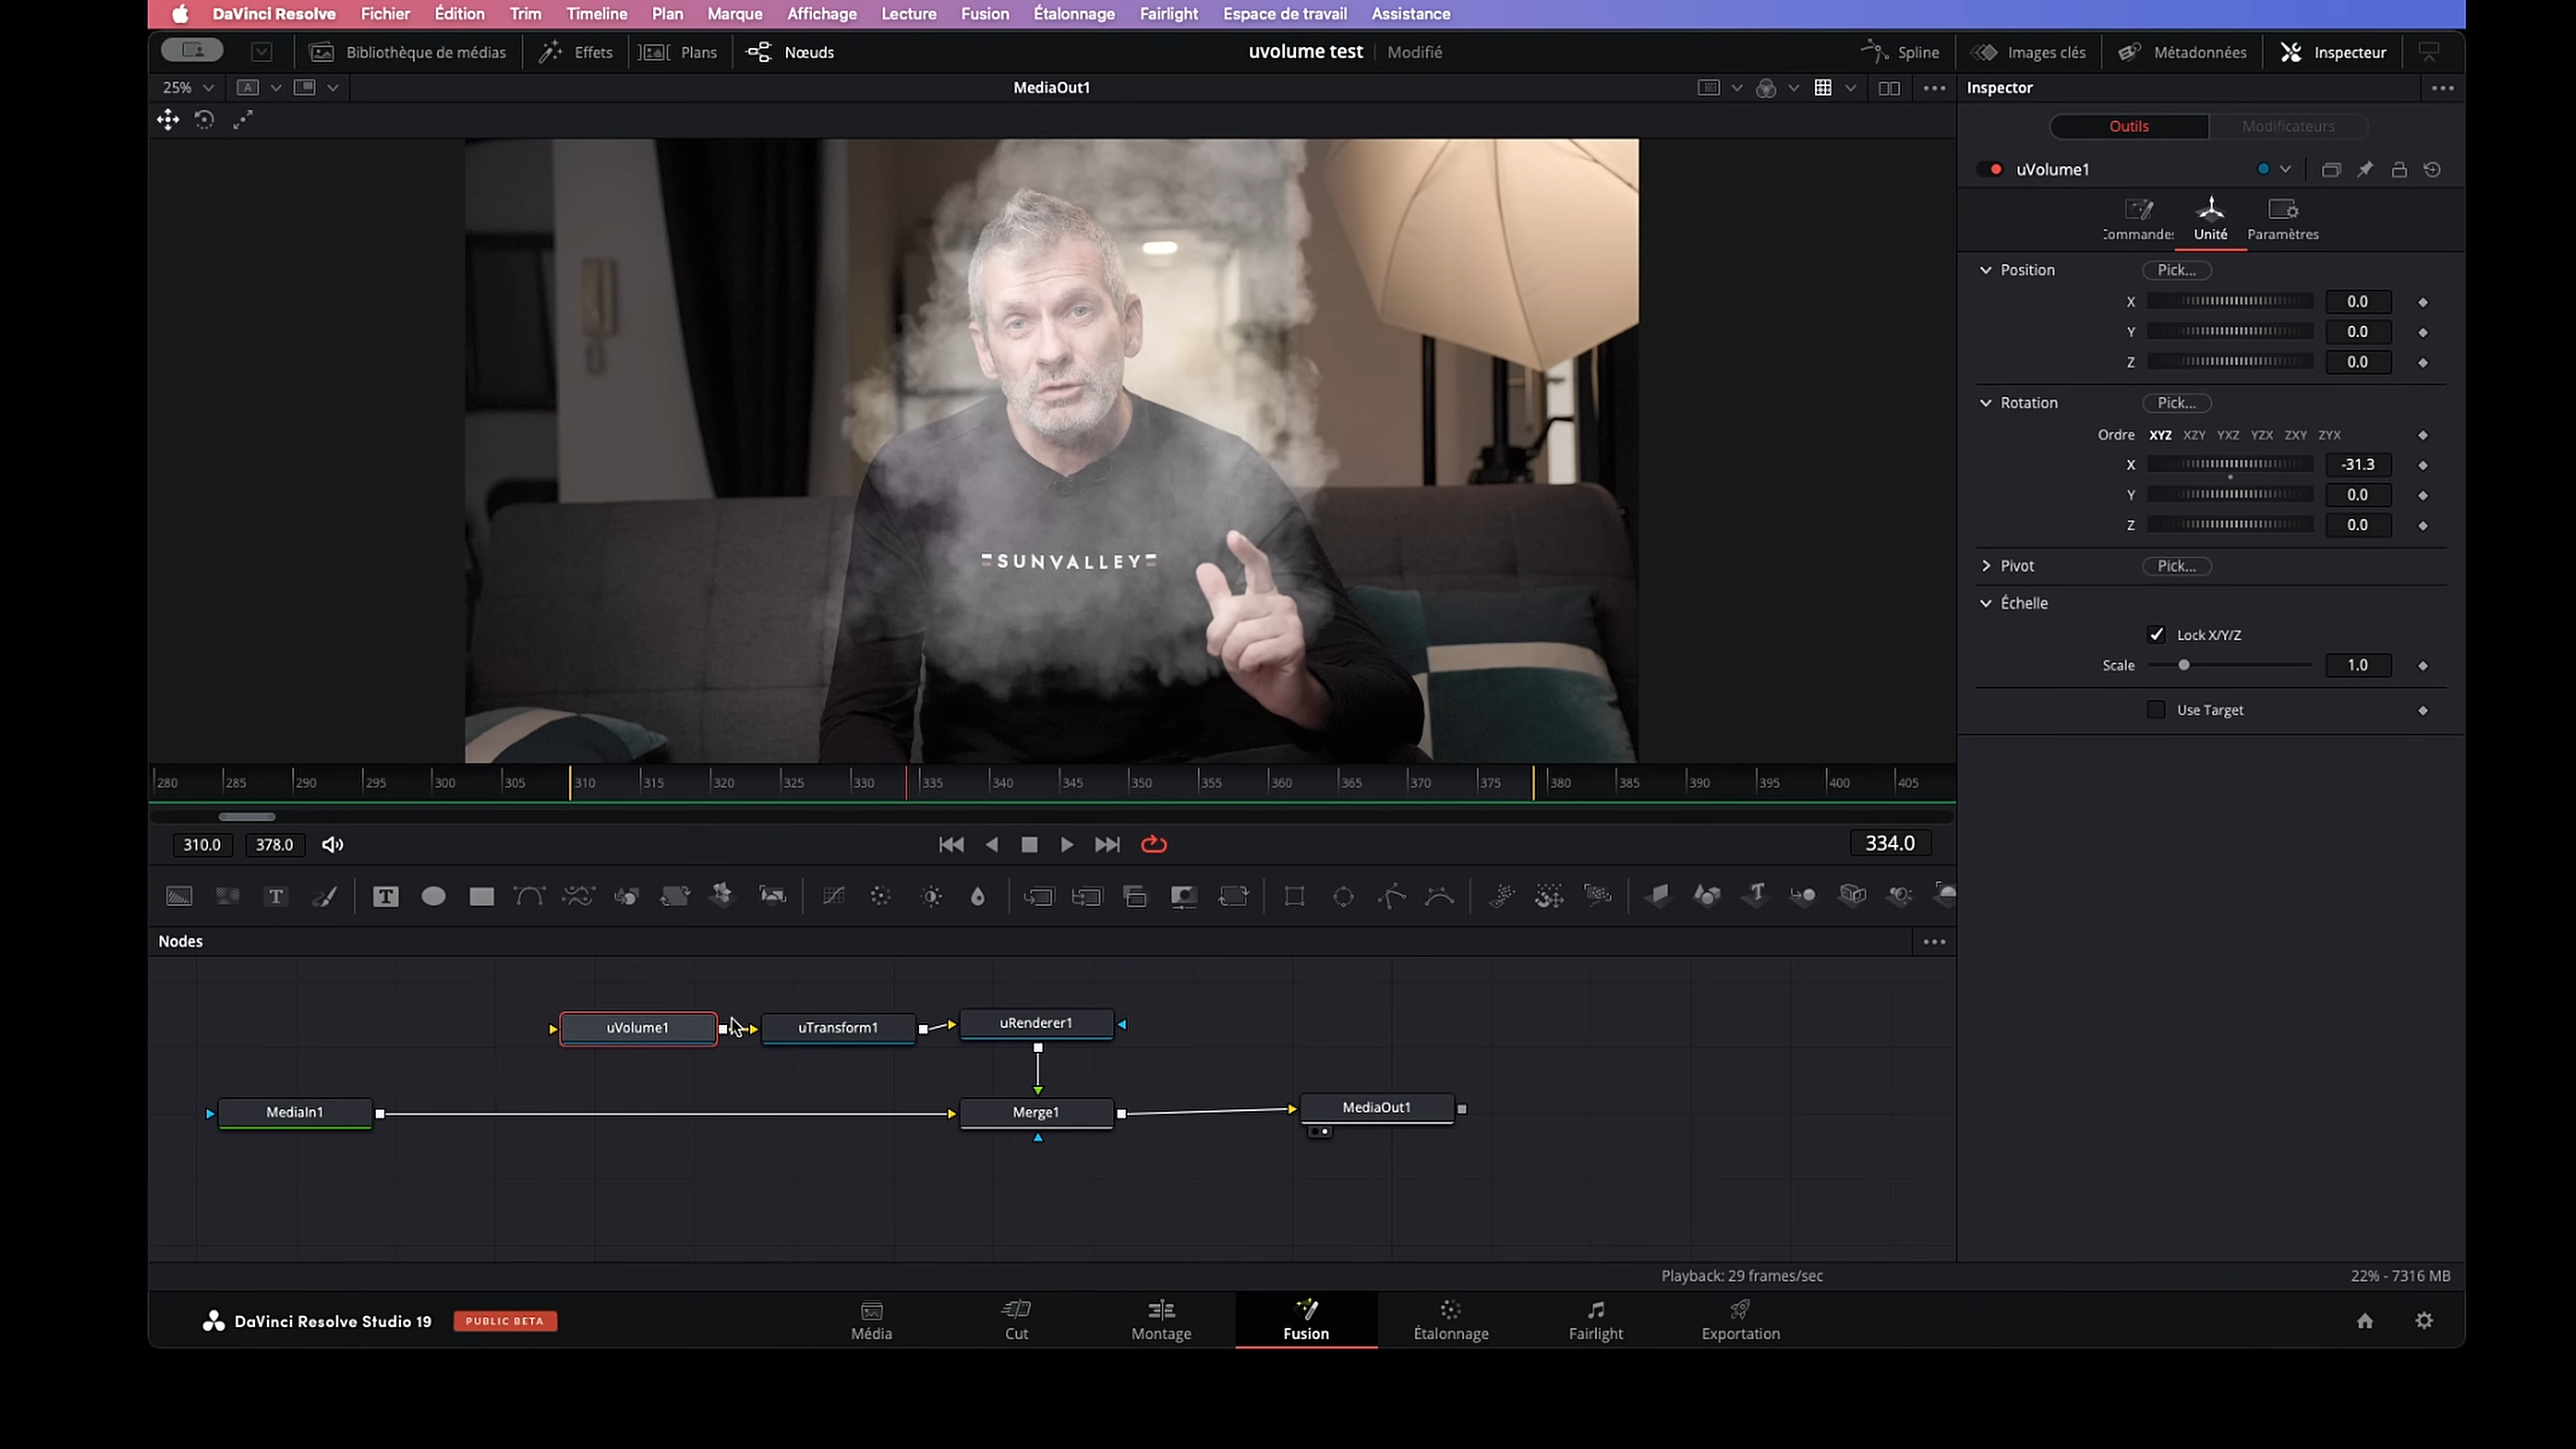 DaVinci Resolve Fichier Édition Trim Timeline Plan Marque Affichage Lecture Fusion Étalonnage Fairlight Espace de travail Assistance
Bibliothèque de médias Effets Plans Nœuds uvolume test Modifié Spline Images clés Métadonnées Inspecteur
25% A MediaOut1 Inspector
Outils Modificateurs
uVolume1
Commandes Unité Paramètres
Position Pick...
X 0.0
Y 0.0
Z 0.0
Rotation Pick...
Ordre XYZ XZY YXZ YZX ZXY ZYX
X -31.3
Y 0.0
Z 0.0
Pivot Pick...
Échelle
Lock X/Y/Z
Scale 1.0
Use Target
SUNVALLEY
280 285 290 295 300 305 310 315 320 325 330 335 340 345 350 355 360 365 370 375 380 385 390 395 400 405
310.0 378.0 334.0
Nodes
uVolume1 uTransform1 uRenderer1
MediaIn1 Merge1 MediaOut1
Playback: 29 frames/sec 22% - 7316 MB
DaVinci Resolve Studio 19 PUBLIC BETA
Média Cut Montage Fusion Étalonnage Fairlight Exportation